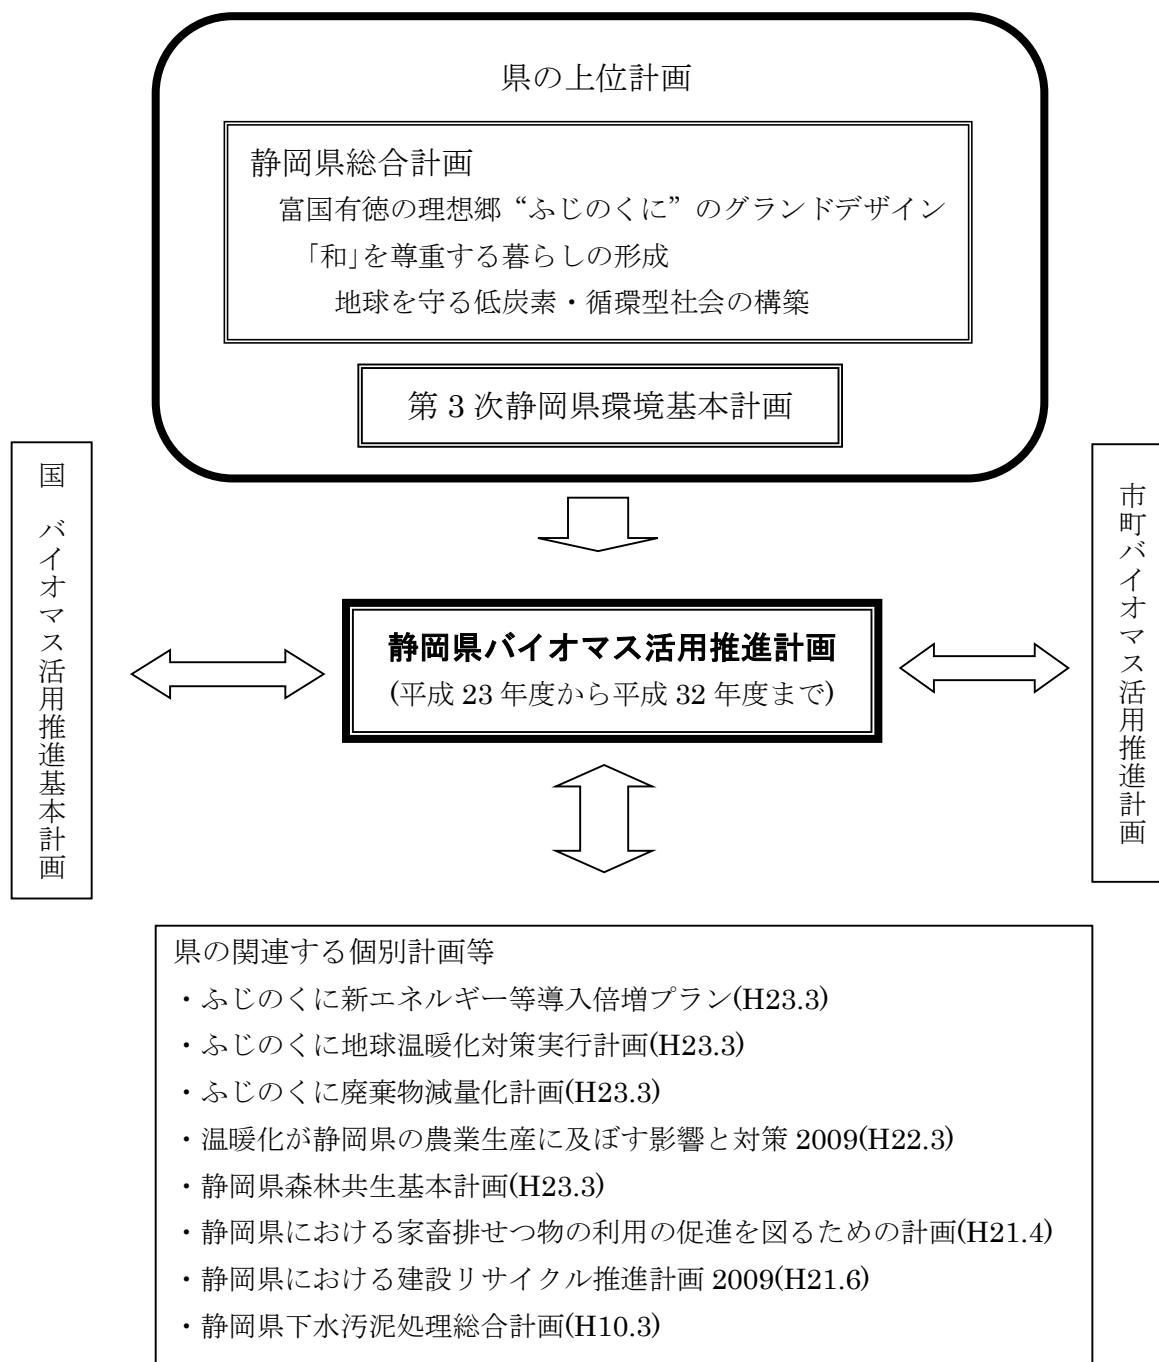 県の上位計画
静岡県総合計画
富国有徳の理想郷“ふじのくに”のグランドデザイン
「和」を尊重する暮らしの形成
地球を守る低炭素・循環型社会の構築
第 3 次静岡県環境基本計画
国　バイオマス活用推進基本計画
静岡県バイオマス活用推進計画
(平成 23 年度から平成 32 年度まで)
市町バイオマス活用推進計画
県の関連する個別計画等
・ふじのくに新エネルギー等導入倍増プラン(H23.3)
・ふじのくに地球温暖化対策実行計画(H23.3)
・ふじのくに廃棄物減量化計画(H23.3)
・温暖化が静岡県の農業生産に及ぼす影響と対策 2009(H22.3)
・静岡県森林共生基本計画(H23.3)
・静岡県における家畜排せつ物の利用の促進を図るための計画(H21.4)
・静岡県における建設リサイクル推進計画 2009(H21.6)
・静岡県下水汚泥処理総合計画(H10.3)